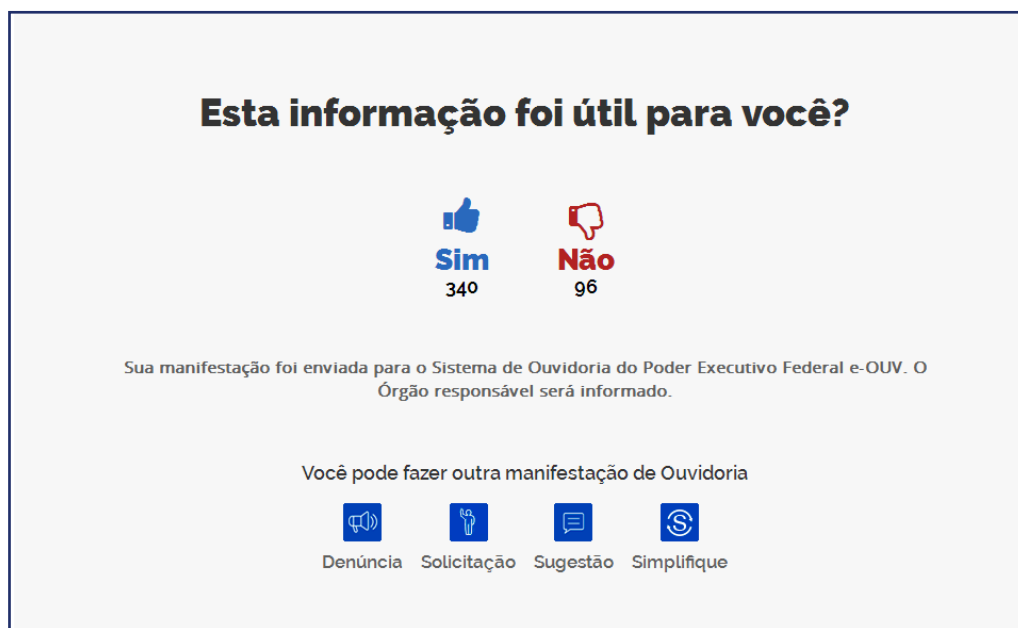 Esta informação foi útil para você?
Sim Não
340 96
Sua manifestação foi enviada para o Sistema de Ouvidoria do Poder Executivo Federal e-OUV. O
Órgão responsável será informado.
Você pode fazer outra manifestação de Ouvidoria
Denúncia Solicitação Sugestão Simplifique